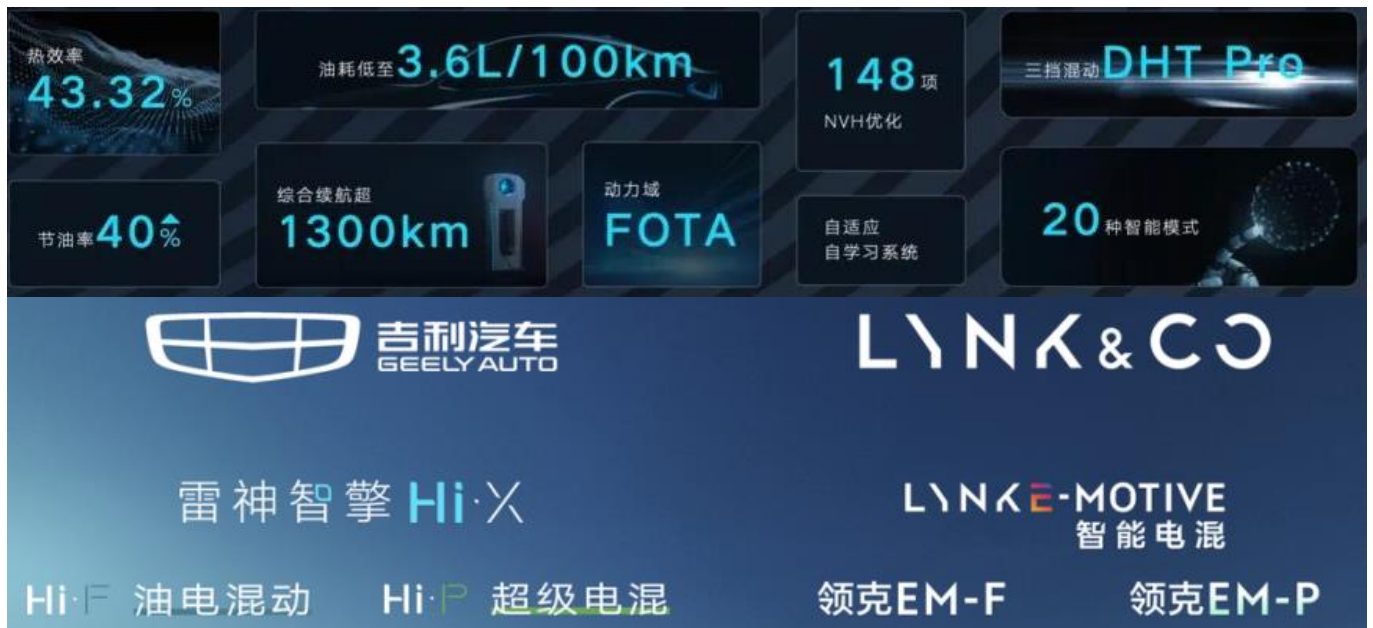 热效率
43.32%
油耗低至3.6L/100km
148项
NVH优化
三挡混动DHT Pro
节油率40%
综合续航超
1300km
动力域
FOTA
自适应
自学习系统
20种智能模式
吉利汽车
GEELY AUTO
LYNK&CO
雷神智擎Hi·X
LYNK E-MOTIVE
智能电混
Hi·F 油电混动
Hi·P 超级电混
领克EM-F
领克EM-P